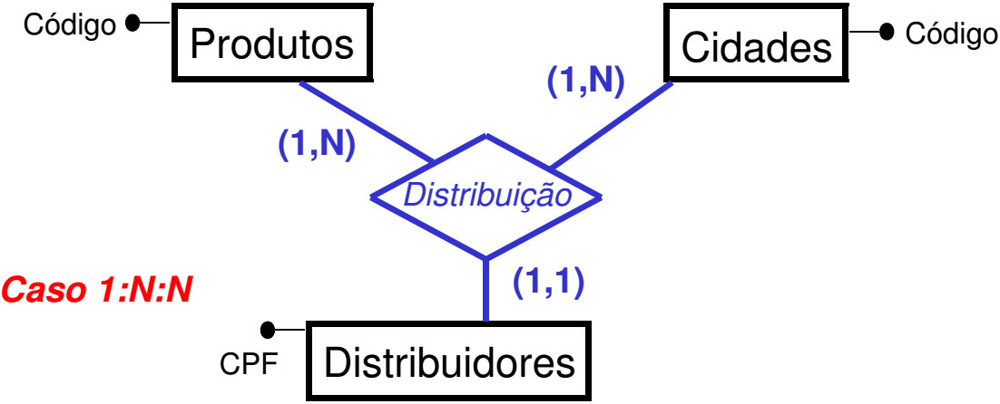 Código
Produtos
Cidades
Código
(1,N)
(1,N)
Distribuição
Caso 1:N:N
(1,1)
CPF
Distribuidores